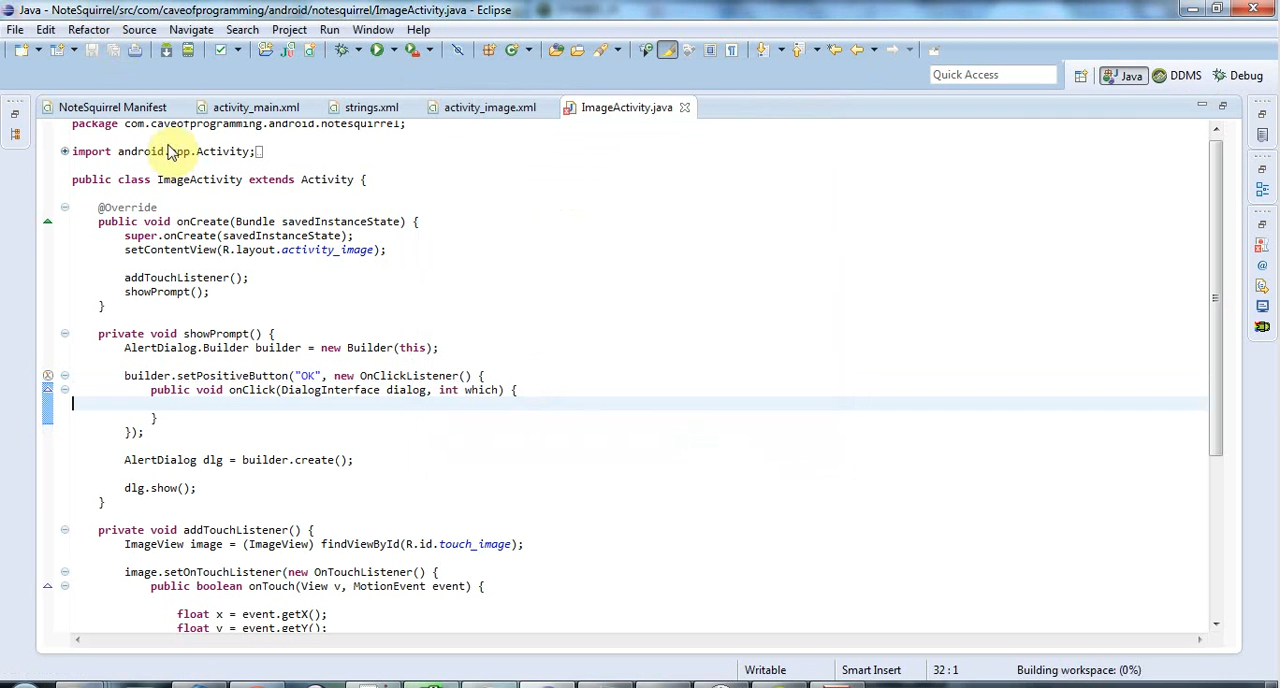 Java - NoteSquirrel/src/com/caveofprogramming/android/notesquirrel/ImageActivity.java - Eclipse
File Edit Refactor Source Navigate Search Project Run Window Help
Quick Access Java DDMS Debug
NoteSquirrel Manifest activity_main.xml strings.xml activity_image.xml ImageActivity.java
package com.caveofprogramming.android.notesquirrel;
import android.app.Activity;
public class ImageActivity extends Activity {
@Override
public void onCreate(Bundle savedInstanceState) {
super.onCreate(savedInstanceState);
setContentView(R.layout.activity_image);
addTouchListener();
showPrompt();
}
private void showPrompt() {
AlertDialog.Builder builder = new Builder(this);
builder.setPositiveButton("OK", new OnClickListener() {
public void onClick(DialogInterface dialog, int which) {
}
});
AlertDialog dlg = builder.create();
dlg.show();
}
private void addTouchListener() {
ImageView image = (ImageView) findViewById(R.id.touch_image);
image.setOnTouchListener(new OnTouchListener() {
public boolean onTouch(View v, MotionEvent event) {
float x = event.getX();
float y = event.getY();
Writable Smart Insert 32 : 1 Building workspace: (0%)